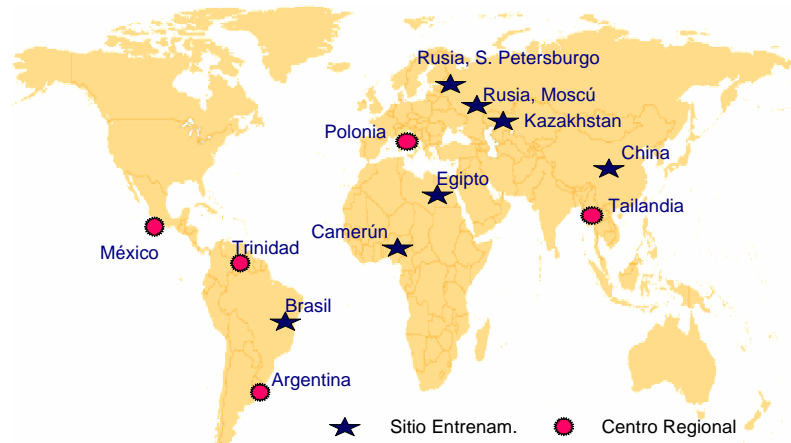 Rusia, S. Petersburgo
Rusia, Moscú
Kazakhstan
Polonia
China
Egipto
Tailandia
Camerún
México
Trinidad
Brasil
Argentina
Sitio Entrenam.
Centro Regional